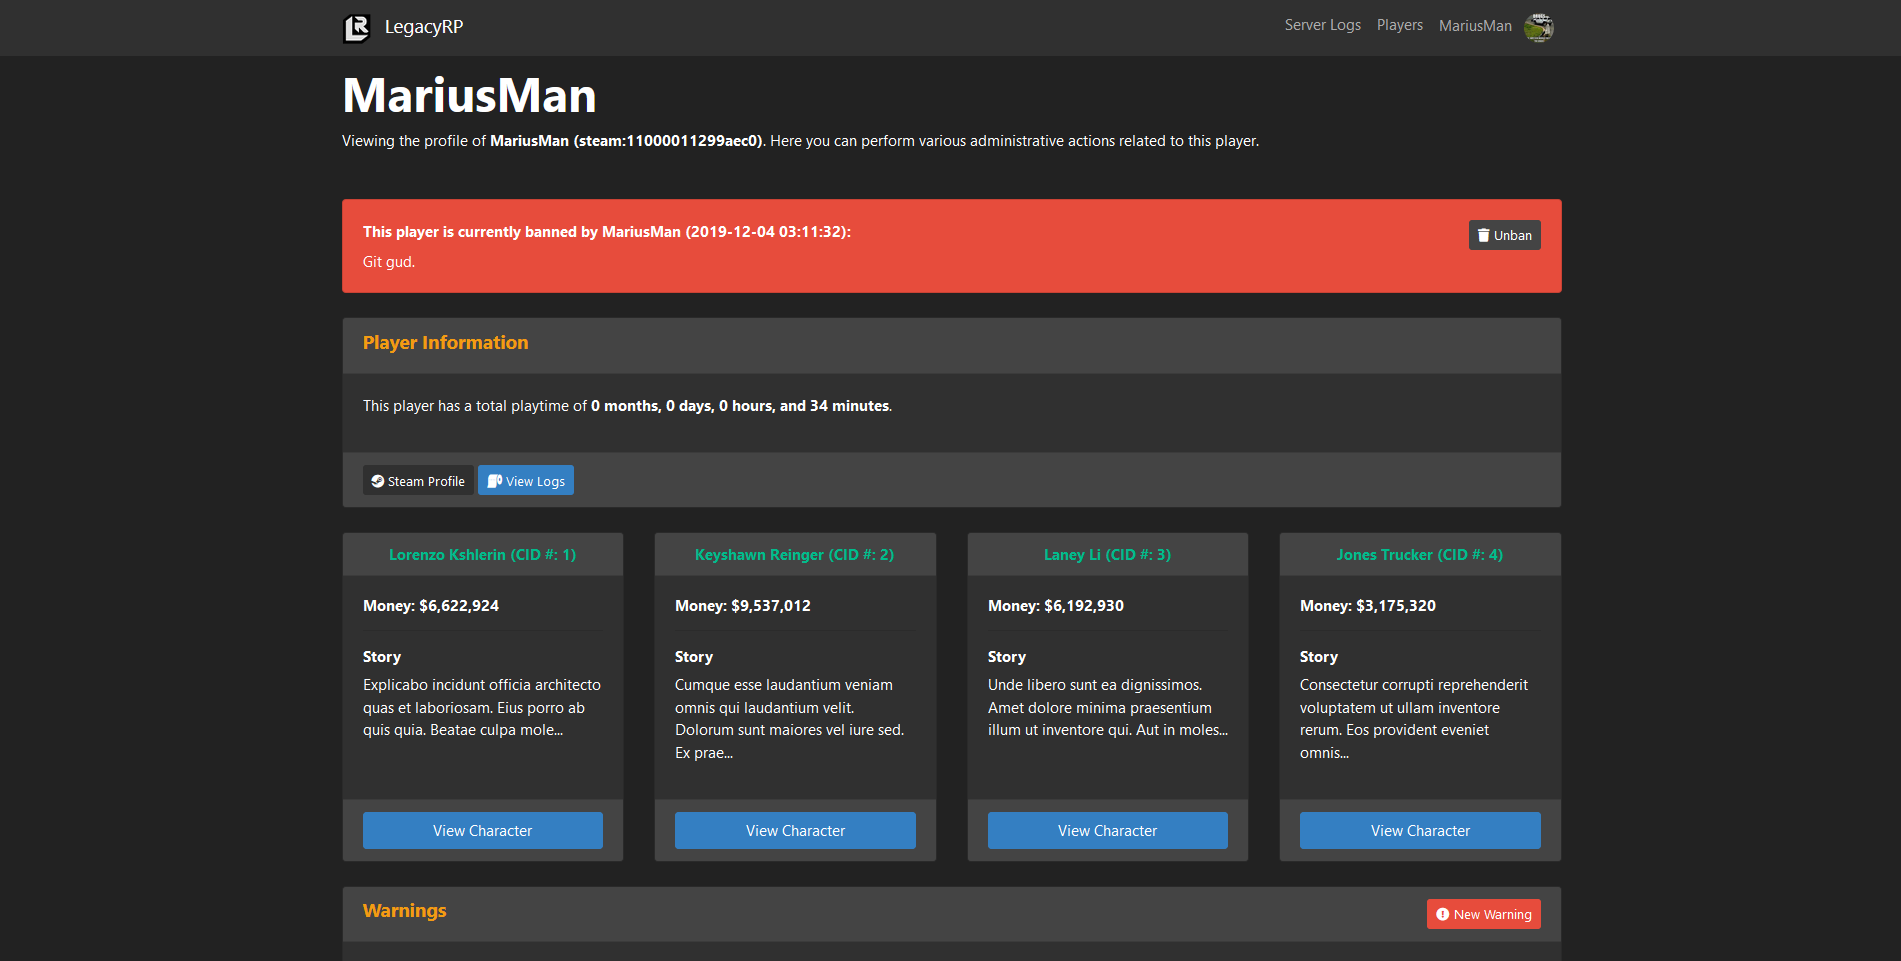 LegacyRP
Server Logs
Players
MariusMan
MariusMan
Viewing the profile of MariusMan (steam:11000011299aec0). Here you can perform various administrative actions related to this player.
This player is currently banned by MariusMan (2019-12-04 03:11:32):
Unban
Git gud.
Player Information
This player has a total playtime of 0 months, 0 days, 0 hours, and 34 minutes.
Steam Profile
View Logs
Lorenzo Kshlerin (CID #: 1)
Money: $6,622,924
Story
Explicabo incidunt officia architecto
quas et laboriosam. Eius porro ab
quis quia. Beatae culpa mole...
View Character
Keyshawn Reinger (CID #: 2)
Money: $9,537,012
Story
Cumque esse laudantium veniam
omnis qui laudantium velit.
Dolorum sunt maiores vel iure sed.
Ex prae...
View Character
Laney Li (CID #: 3)
Money: $6,192,930
Story
Unde libero sunt ea dignissimos.
Amet dolore minima praesentium
illum ut inventore qui. Aut in moles...
View Character
Jones Trucker (CID #: 4)
Money: $3,175,320
Story
Consectetur corrupti reprehenderit
voluptatem ut ullam inventore
rerum. Eos provident eveniet
omnis...
View Character
Warnings
New Warning